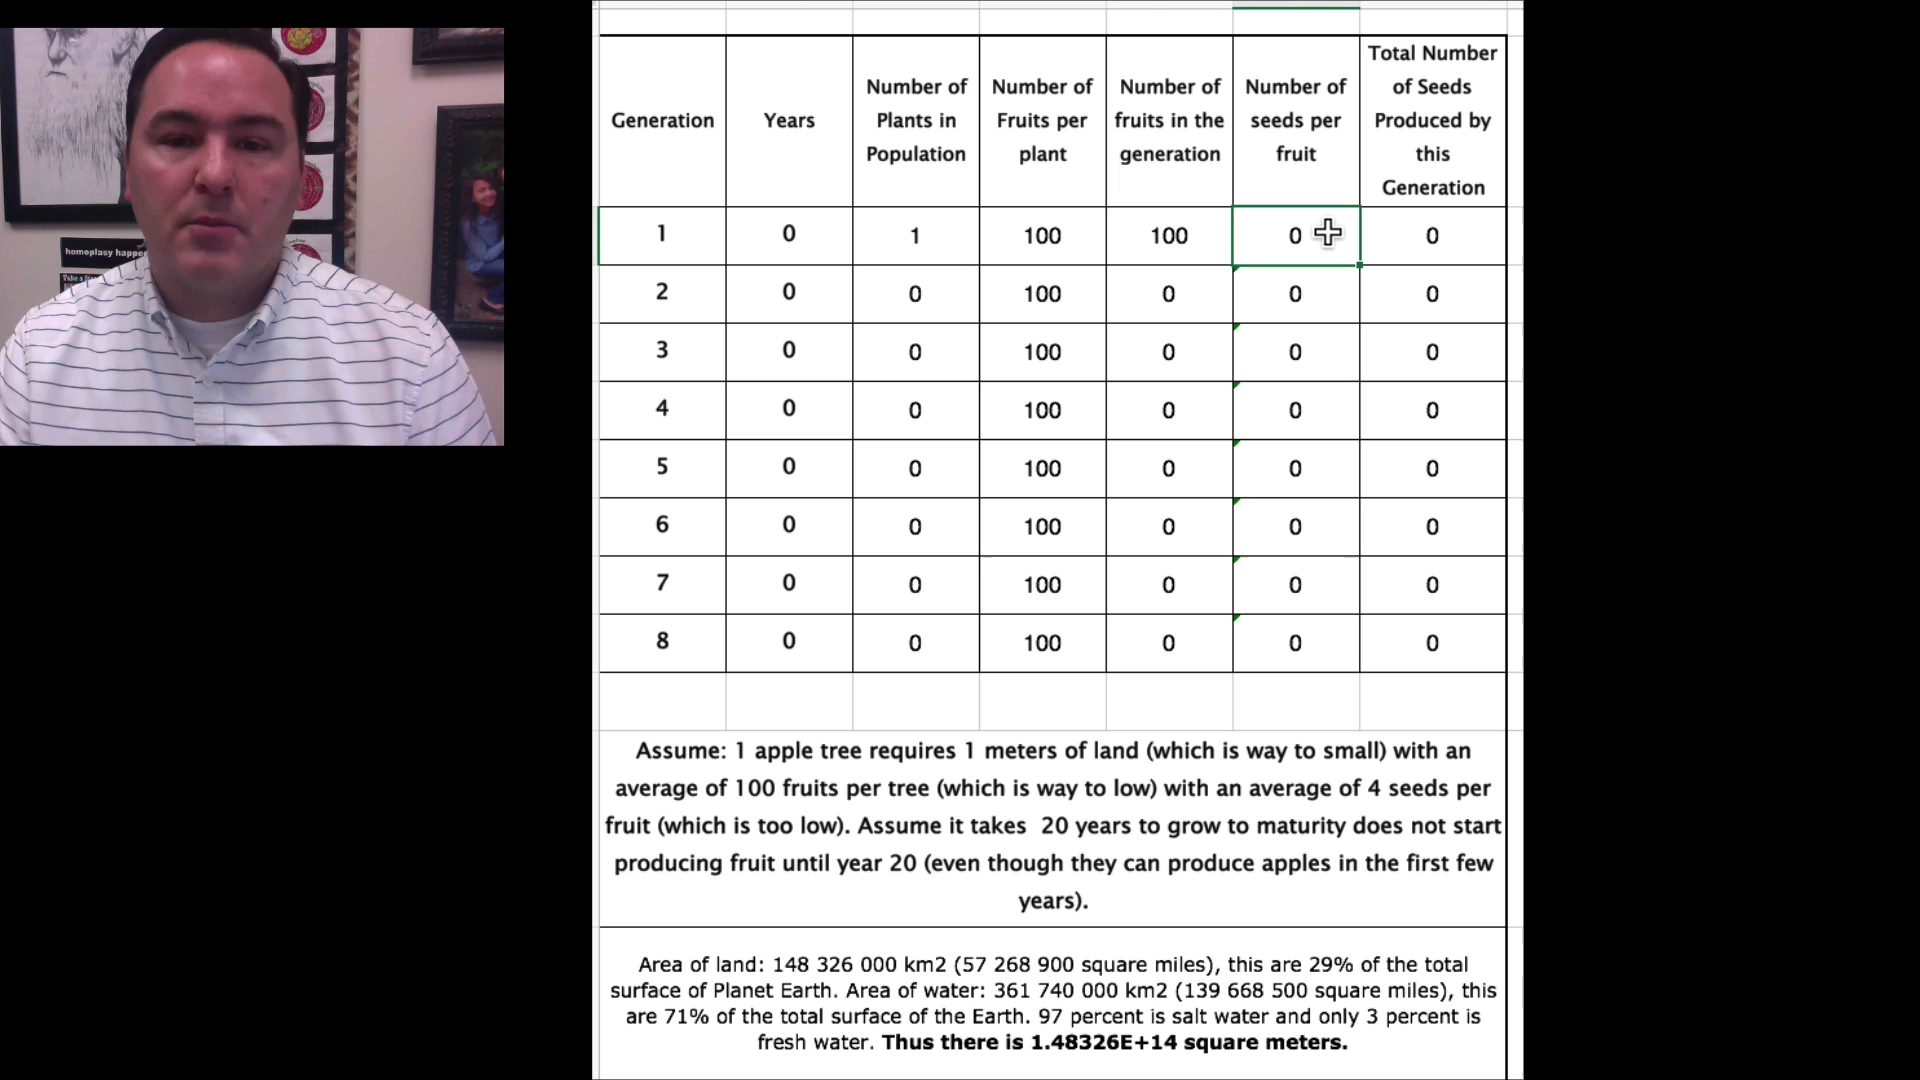 homoplasy happe
Generation
Years
Number of
Plants in
Population
Number of
Fruits per
plant
Number of
fruits in the
generation
Number of
seeds per
fruit
Total Number
of Seeds
Produced by
this
Generation
1 0 1 100 100 0 0
2 0 0 100 0 0 0
3 0 0 100 0 0 0
4 0 0 100 0 0 0
5 0 0 100 0 0 0
6 0 0 100 0 0 0
7 0 0 100 0 0 0
8 0 0 100 0 0 0
Assume: 1 apple tree requires 1 meters of land (which is way to small) with an
average of 100 fruits per tree (which is way to low) with an average of 4 seeds per
fruit (which is too low). Assume it takes 20 years to grow to maturity does not start
producing fruit until year 20 (even though they can produce apples in the first few
years).
Area of land: 148 326 000 km2 (57 268 900 square miles), this are 29% of the total
surface of Planet Earth. Area of water: 361 740 000 km2 (139 668 500 square miles), this
are 71% of the total surface of the Earth. 97 percent is salt water and only 3 percent is
fresh water. Thus there is 1.48326E+14 square meters.